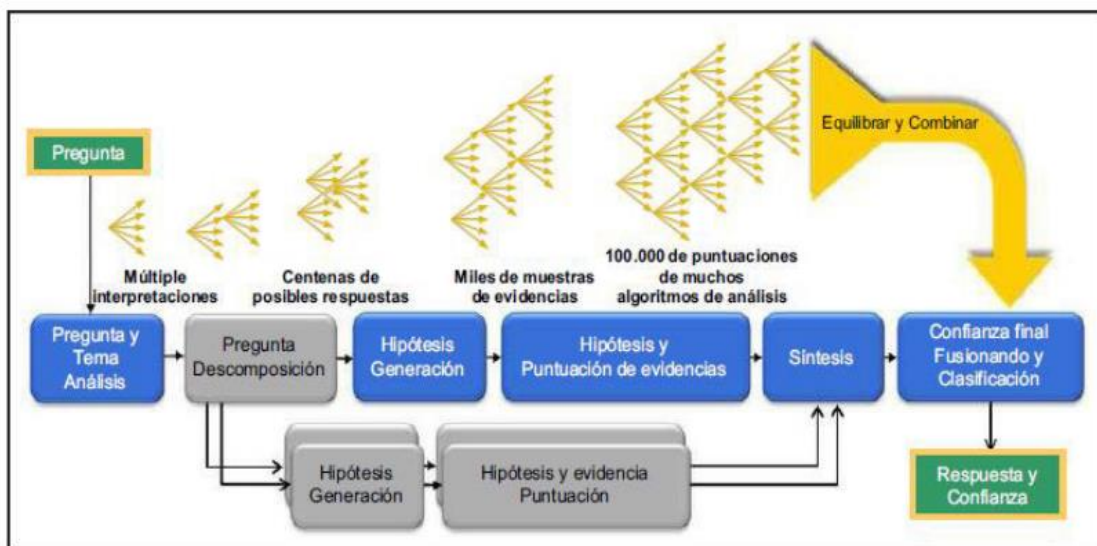 Pregunta
Equilibrar y Combinar
Múltiple
interpretaciones
Centenas de
posibles respuestas
Miles de muestras
de evidencias
100.000 de puntuaciones
de muchos
algoritmos de análisis
Pregunta y
Tema
Análisis
Pregunta
Descomposición
Hipótesis
Generación
Hipótesis y
Puntuación de evidencias
Síntesis
Confianza final
Fusionando y
Clasificación
Hipótesis
Generación
Hipótesis y evidencia
Puntuación
Respuesta y
Confianza